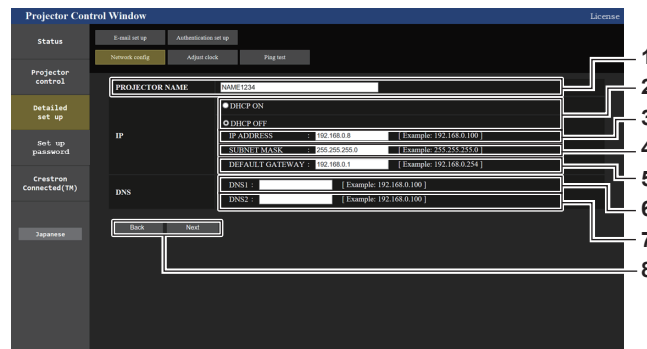 Projector Control Window
License
Status
Projector
control
Detailed
set up
Set up
password
Crestron
Connected(TM)
Japanese
E-mail set up
Authentication set up
Network config
Adjust clock
Ping test
PROJECTOR NAME
NAME1234
IP
DHCP ON
DHCP OFF
IP ADDRESS : 192.168.0.8 [ Example: 192.168.0.100 ]
SUBNET MASK : 255.255.255.0 [ Example: 255.255.255.0 ]
DEFAULT GATEWAY : 192.168.0.1 [ Example: 192.168.0.254 ]
DNS
DNS1 : [ Example: 192.168.0.100 ]
DNS2 : [ Example: 192.168.0.100 ]
Back
Next
1
2
3
4
5
6
7
8